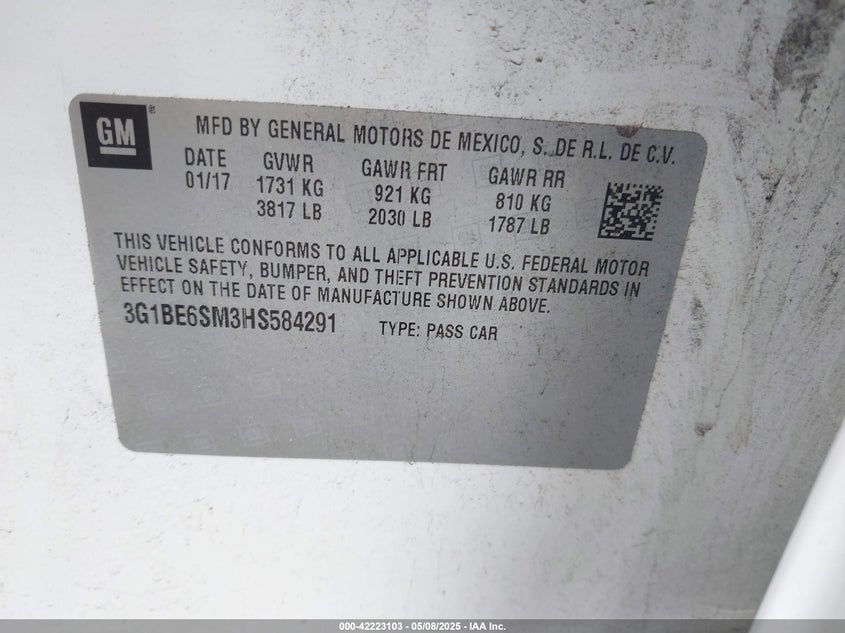 GM®
MFD BY GENERAL MOTORS DE MEXICO, S. DE R.L. DE C.V.
DATE GVWR GAWR FRT GAWR RR
01/17 1731 KG 921 KG 810 KG
3817 LB 2030 LB 1787 LB
THIS VEHICLE CONFORMS TO ALL APPLICABLE U.S. FEDERAL MOTOR
VEHICLE SAFETY, BUMPER, AND THEFT PREVENTION STANDARDS IN
EFFECT ON THE DATE OF MANUFACTURE SHOWN ABOVE.
3G1BE6SM3HS584291 TYPE: PASS CAR
000-42223103 - 05/08/2025 - IAA Inc.